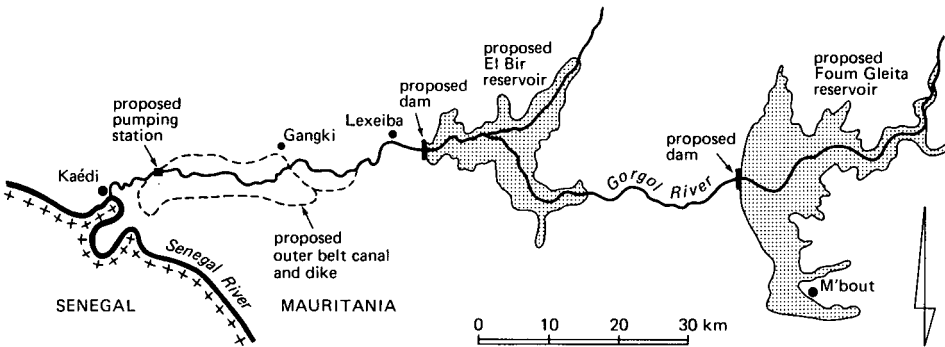 proposed
El Bir
reservoir
proposed
Foum Gleita
reservoir
proposed
pumping
station
Gangki
Lexeiba
proposed
dam
proposed
dam
Kaédi
Gorgol River
proposed
outer belt canal
and dike
Senegal River
SENEGAL
MAURITANIA
M'bout
0 10 20 30 km